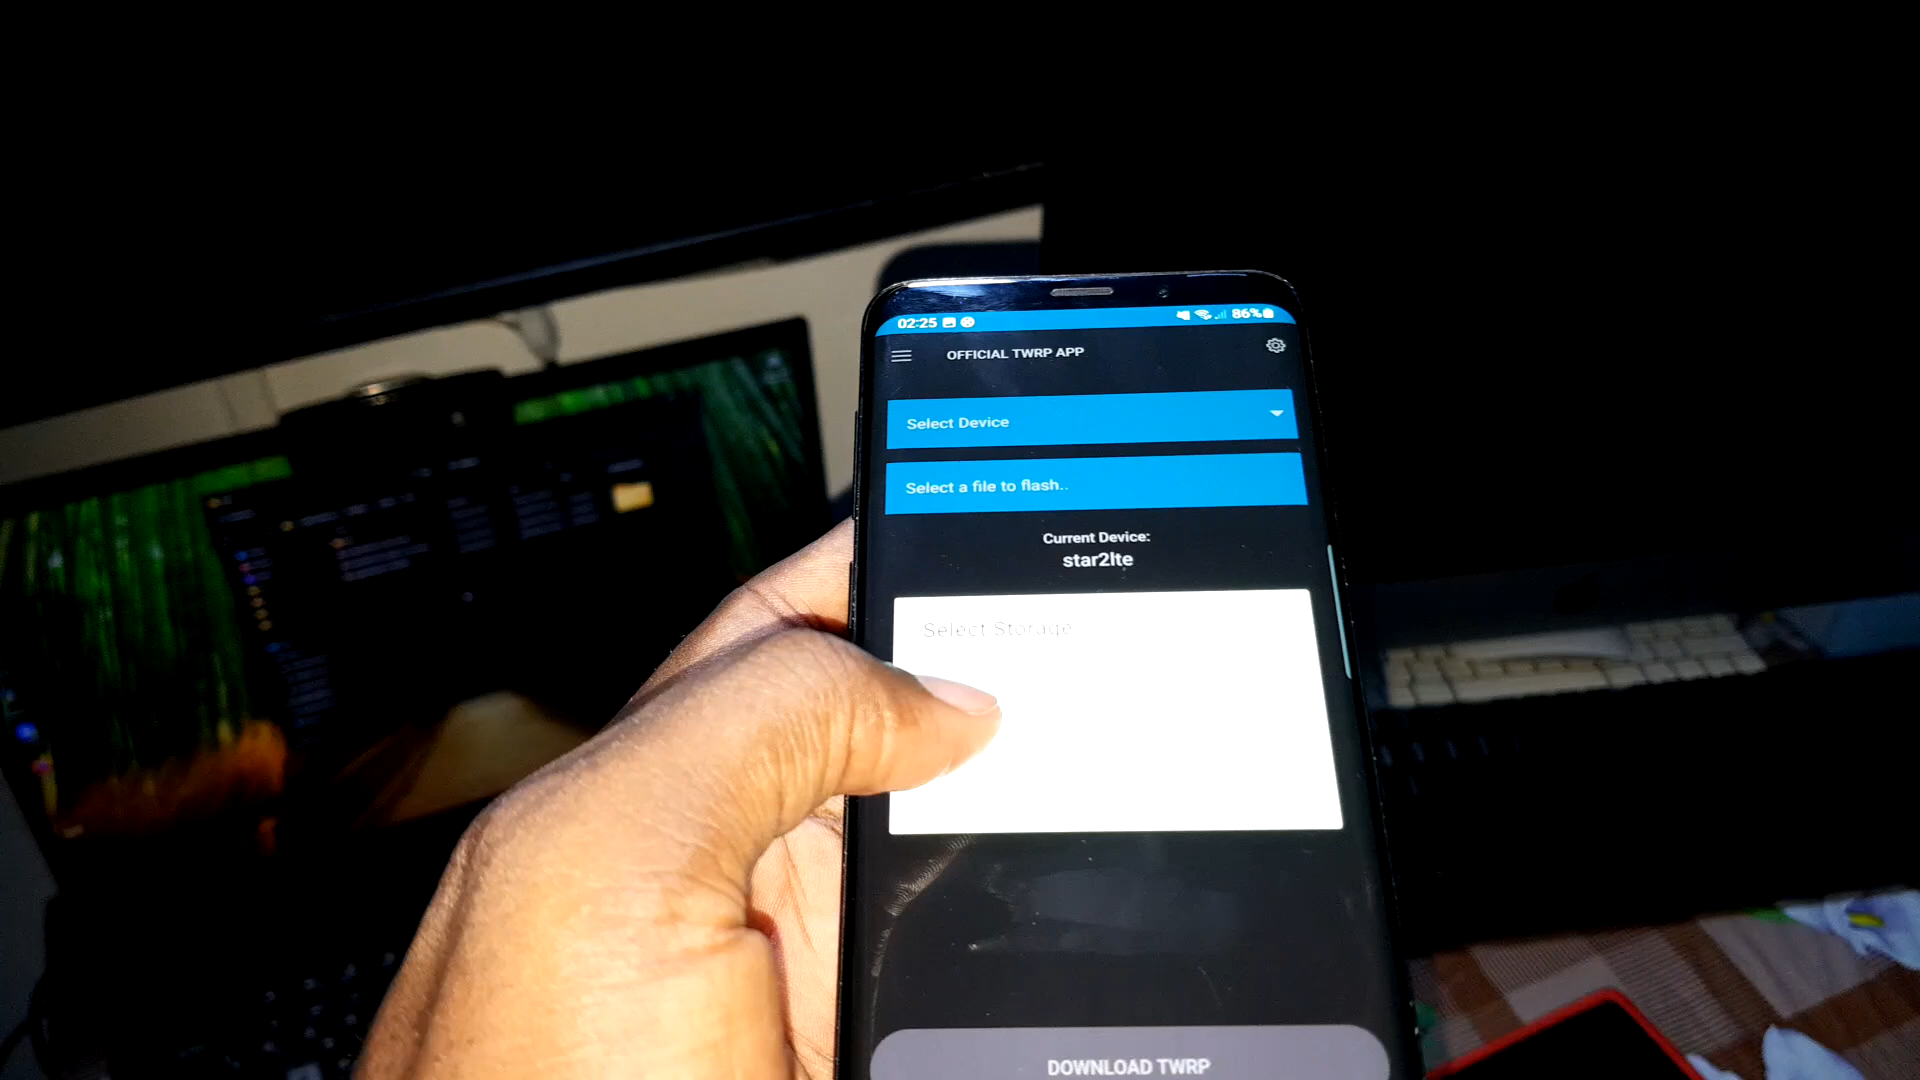 02:25
86%
OFFICIAL TWRP APP
Select Device
Select a file to flash..
Current Device:
star2lte
Select Storage
DOWNLOAD TWRP